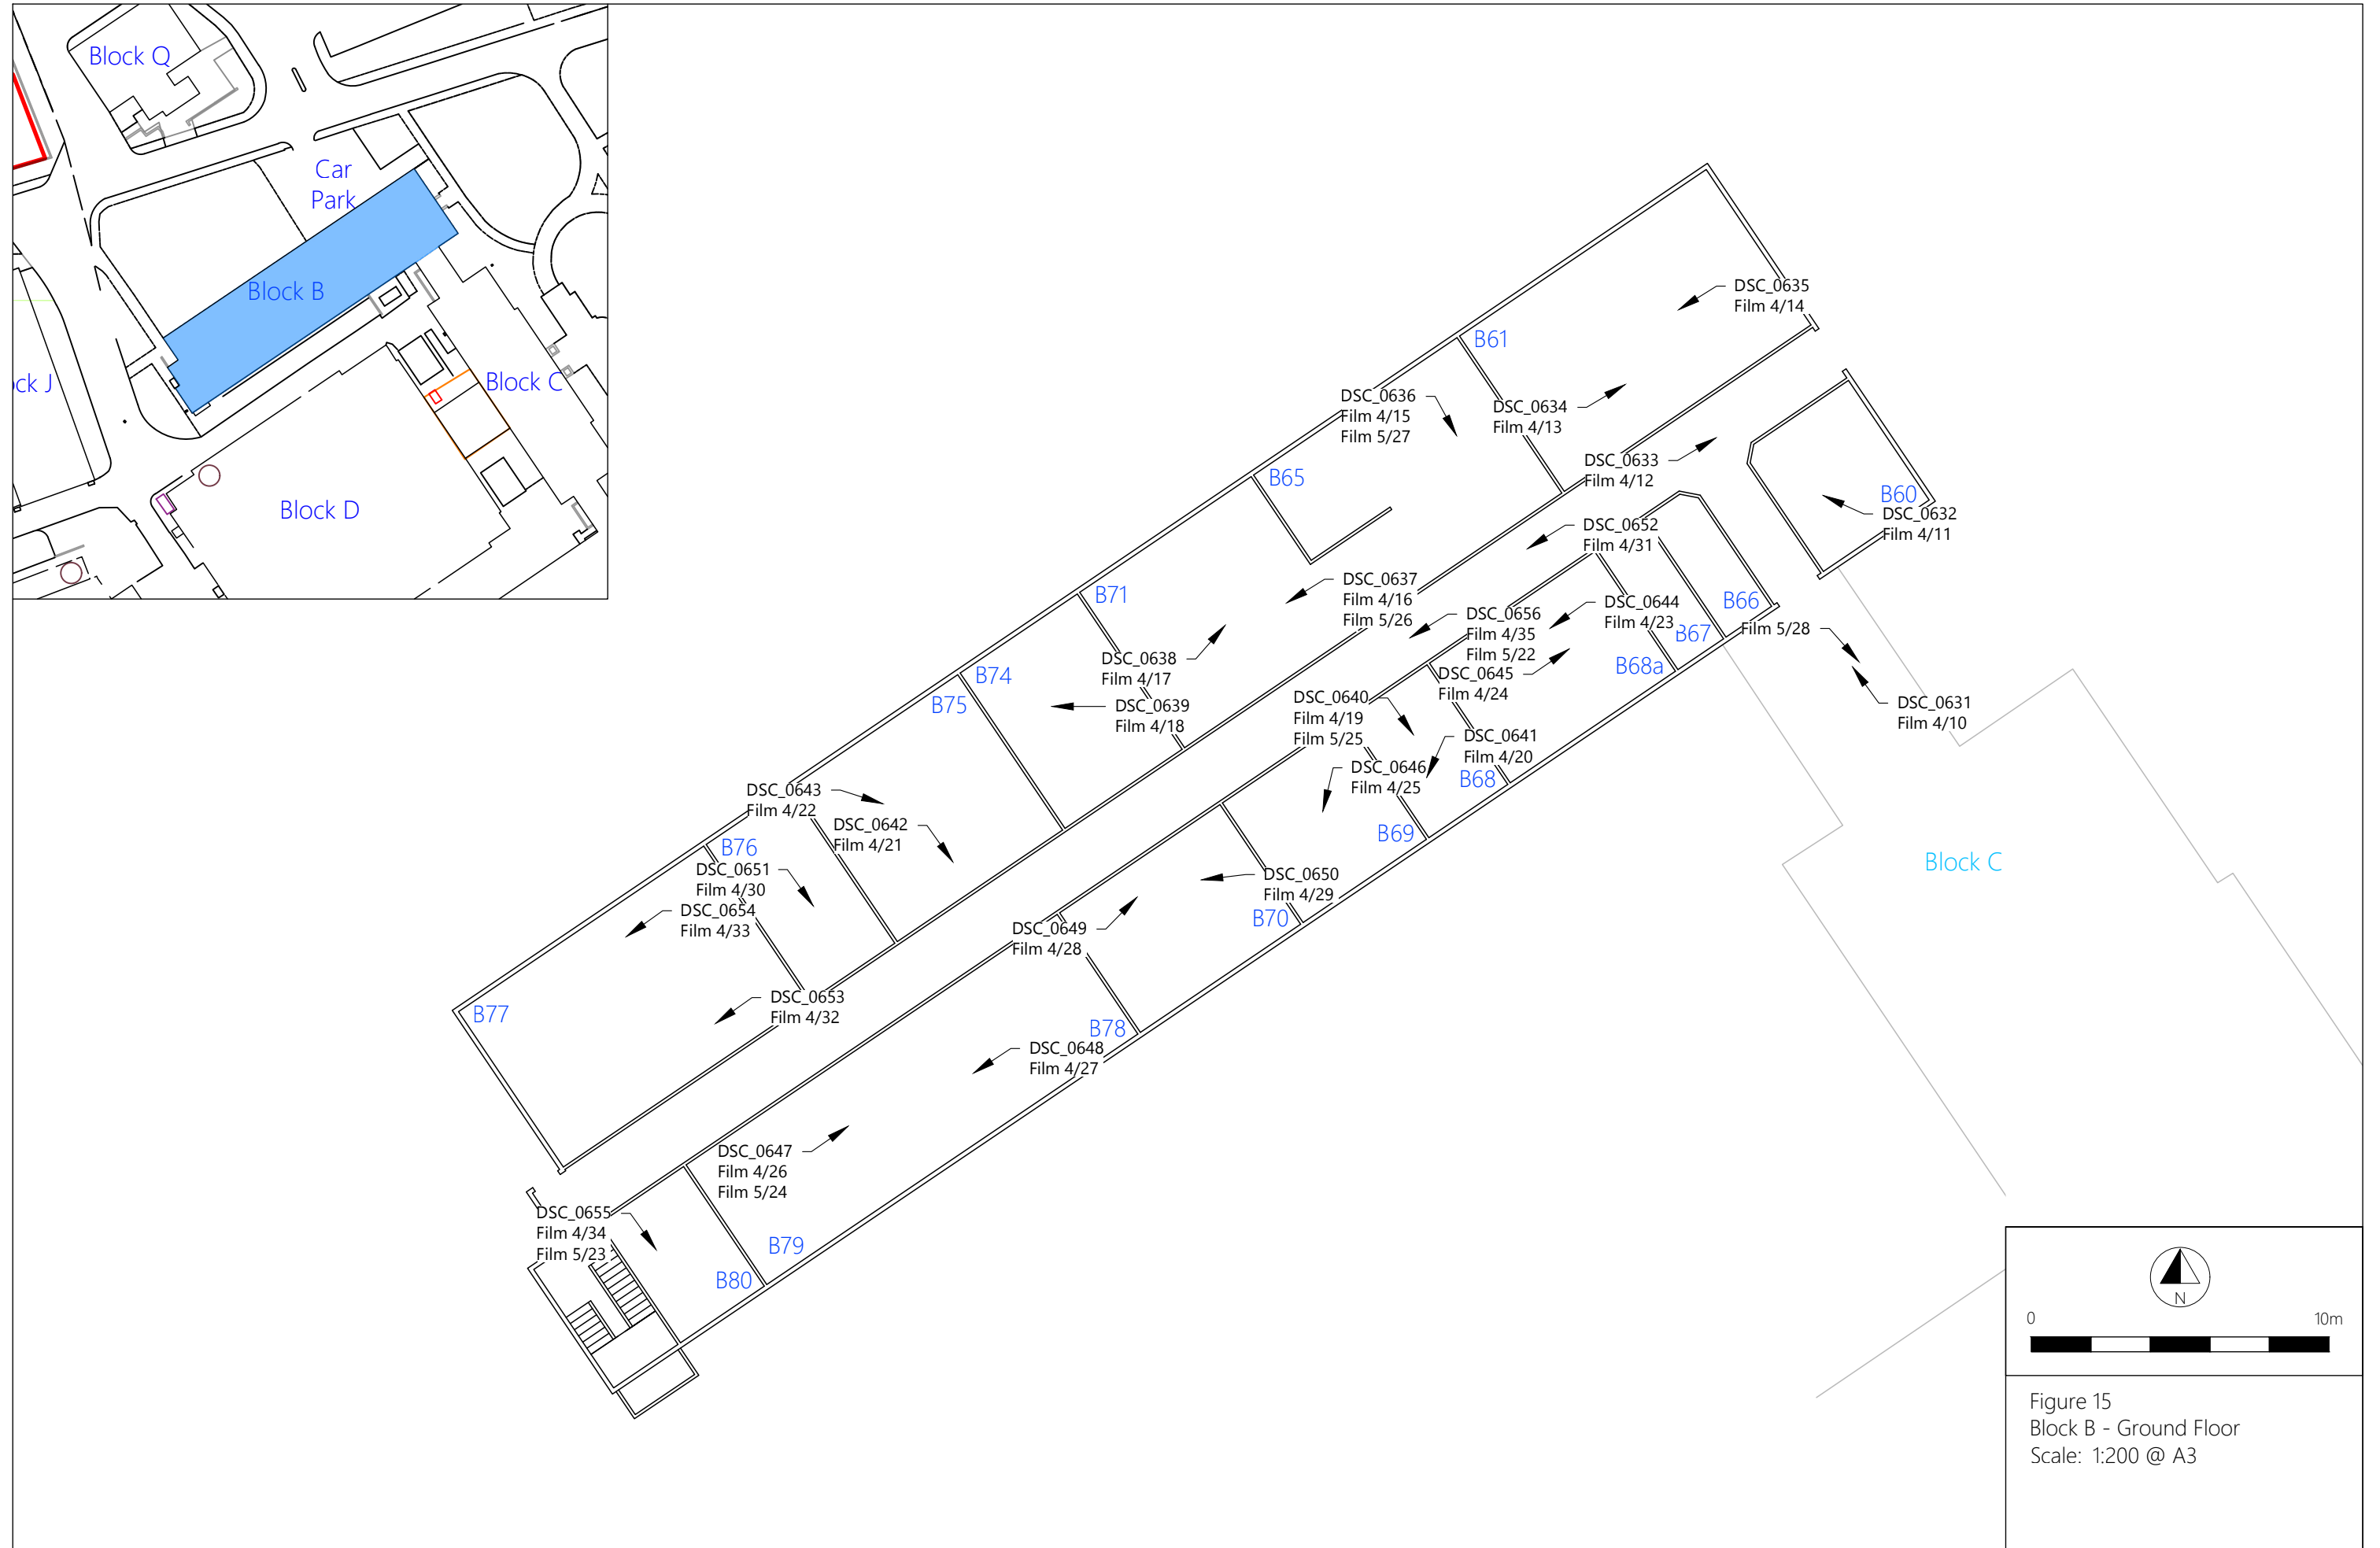 Block Q
Car
Park
Block B
ck J
Block C
Block D
DSC_0635
Film 4/14
B61
DSC_0636
Film 4/15
Film 5/27
DSC_0634
Film 4/13
DSC_0633
Film 4/12
B65
B60
DSC_0632
Film 4/11
DSC_0652
Film 4/31
DSC_0637
Film 4/16
Film 5/26
B71
DSC_0656
Film 4/35
Film 5/22
DSC_0644
Film 4/23
B66
B67
Film 5/28
B68a
DSC_0638
Film 4/17
DSC_0645
Film 4/24
B74
B75
DSC_0639
Film 4/18
DSC_0640
Film 4/19
Film 5/25
DSC_0631
Film 4/10
DSC_0641
Film 4/20
B68
DSC_0646
Film 4/25
DSC_0643
Film 4/22
DSC_0642
Film 4/21
B69
B76
DSC_0651
Film 4/30
DSC_0654
Film 4/33
DSC_0650
Film 4/29
B70
Block C
DSC_0649
Film 4/28
DSC_0653
Film 4/32
B77
B78
DSC_0648
Film 4/27
DSC_0647
Film 4/26
Film 5/24
DSC_0655
Film 4/34
Film 5/23
B79
B80
N
0
10m
Figure 15
Block B - Ground Floor
Scale: 1:200 @ A3